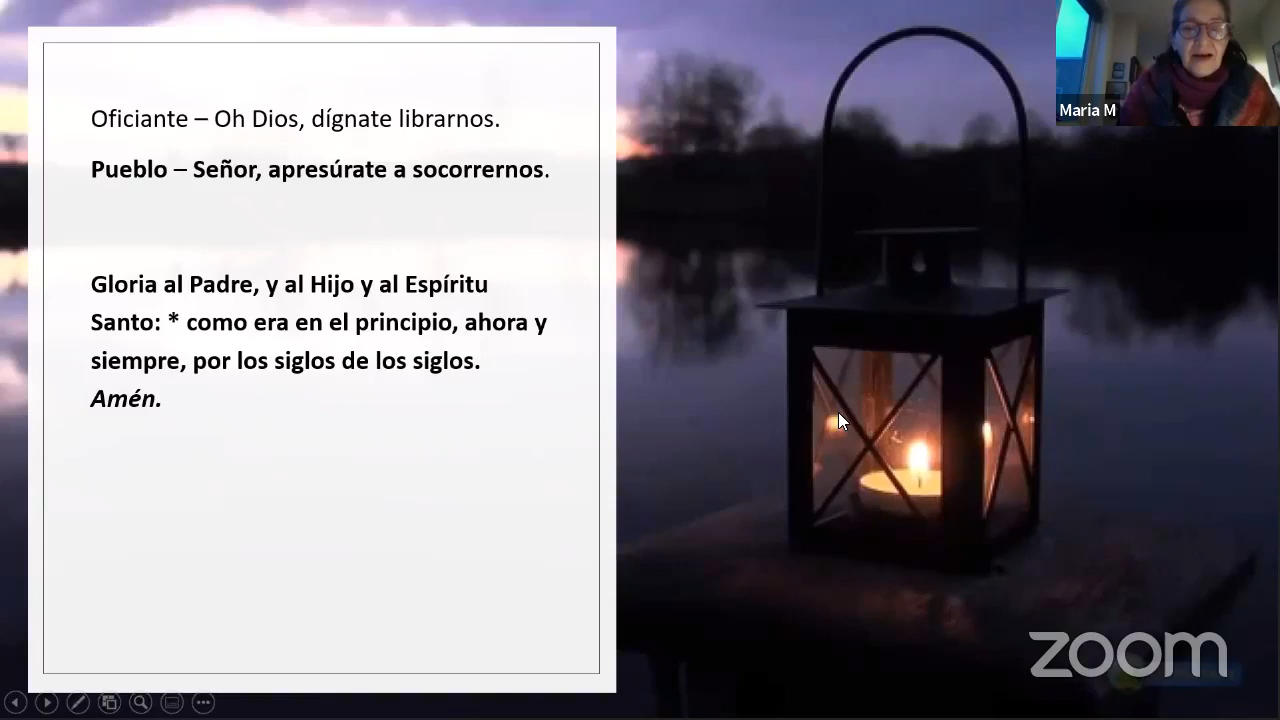 Oficiante – Oh Dios, dígnate librarnos.
Pueblo – Señor, apresúrate a socorrernos.
Gloria al Padre, y al Hijo y al Espíritu
Santo: * como era en el principio, ahora y
siempre, por los siglos de los siglos.
Amén.
Maria M
zoom